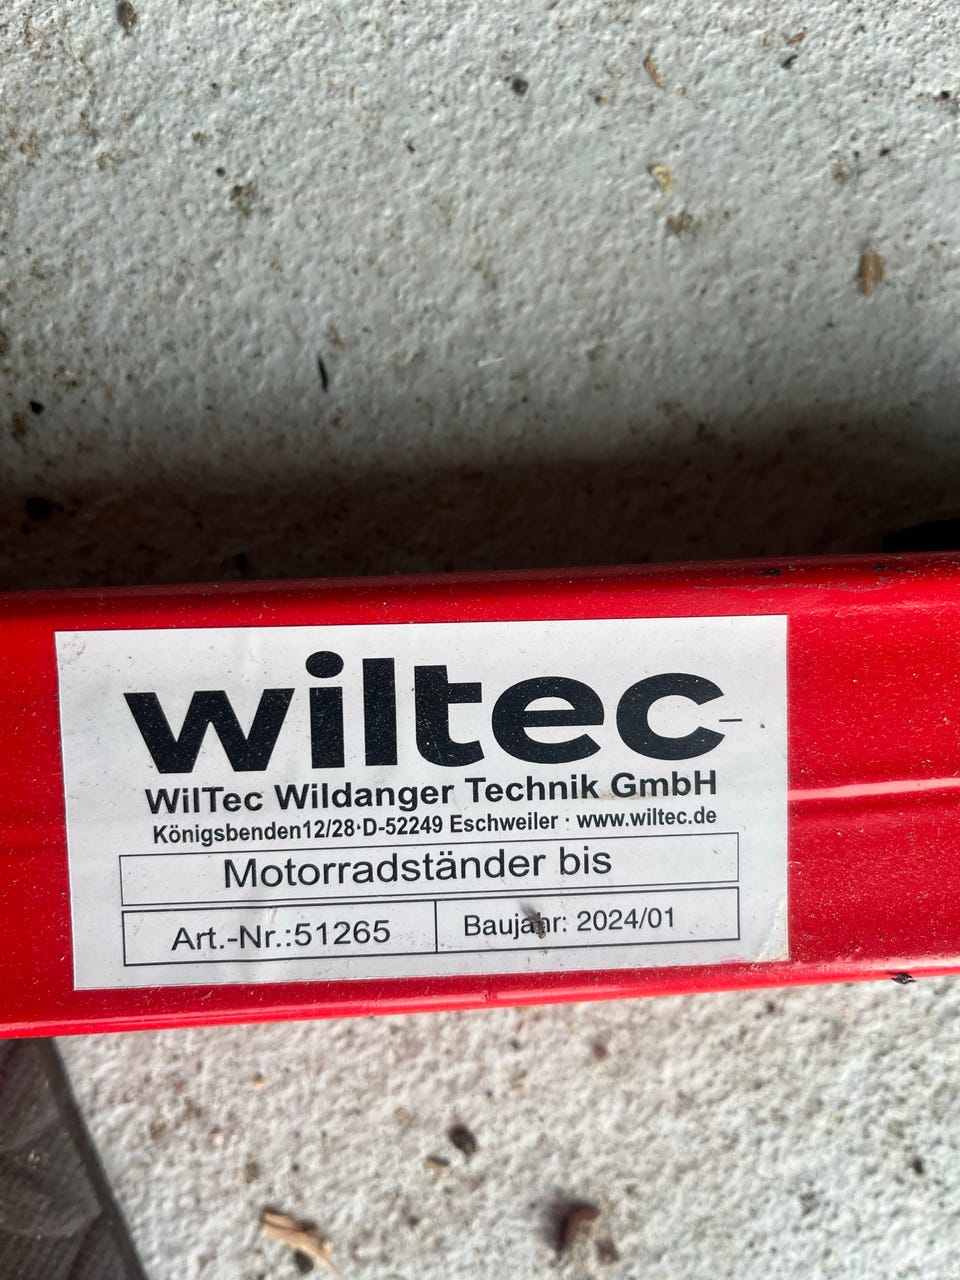 wiltec
WilTec Wildanger Technik GmbH
Königsbenden12/28·D-52249 Eschweiler · www.wiltec.de
Motorradständer bis
Art.-Nr.:51265
Baujahr: 2024/01